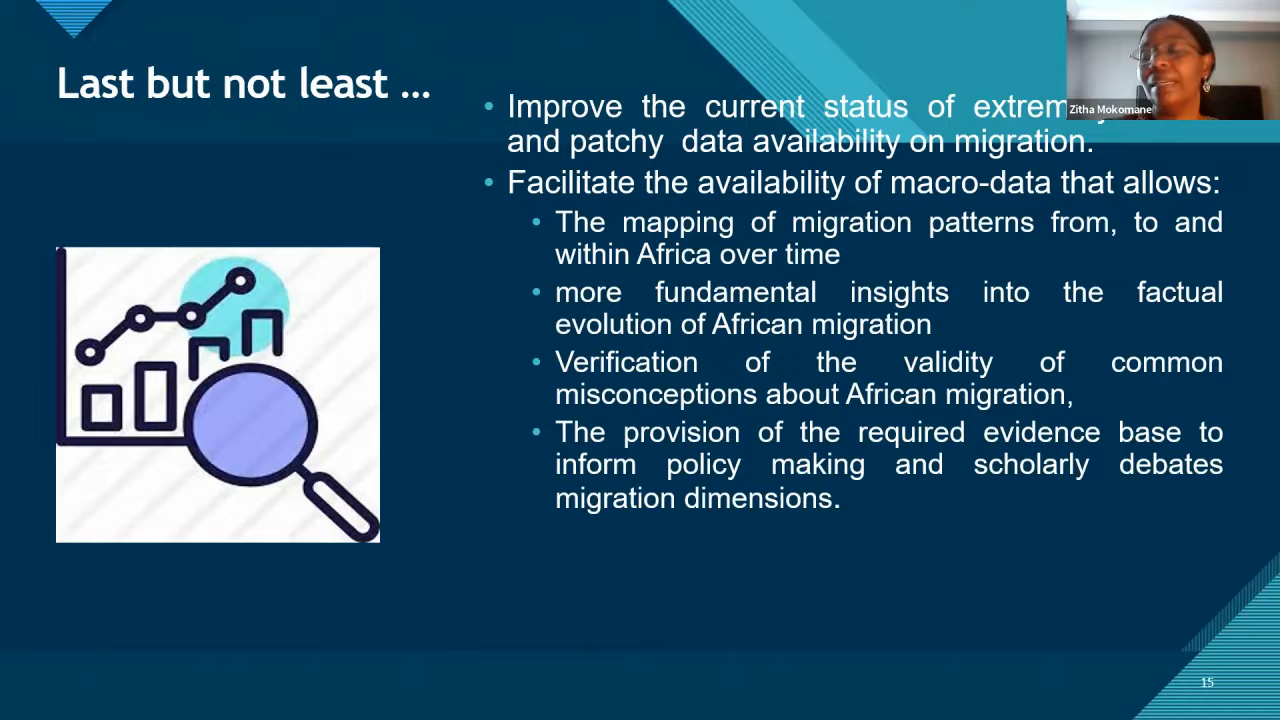 Last but not least ...
Zitha Mokomane
• Improve the current status of
and patchy data availability on migration.
• Facilitate the availability of macro-data that allows:
• The mapping of migration patterns from, to and
within Africa over time
• more fundamental insights into the factual
evolution of African migration
• Verification of the validity of common
misconceptions about African migration,
• The provision of the required evidence base to
inform policy making and scholarly debates
migration dimensions.
15